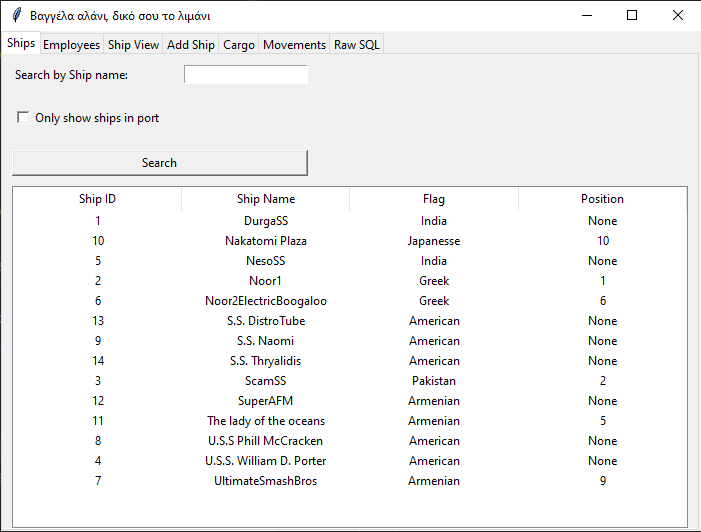 Βαγγέλα αλάνι, δικό σου το λιμάνι
Ships Employees Ship View Add Ship Cargo Movements Raw SQL
Search by Ship name:
Only show ships in port
Search
Ship ID Ship Name Flag Position
1 DurgaSS India None
10 Nakatomi Plaza Japanesse 10
5 NesoSS India None
2 Noor1 Greek 1
6 Noor2ElectricBoogaloo Greek 6
13 S.S. DistroTube American None
9 S.S. Naomi American None
14 S.S. Thryalidis American None
3 ScamSS Pakistan 2
12 SuperAFM Armenian None
11 The lady of the oceans Armenian 5
8 U.S.S Phill McCracken American None
4 U.S.S. William D. Porter American None
7 UltimateSmashBros Armenian 9